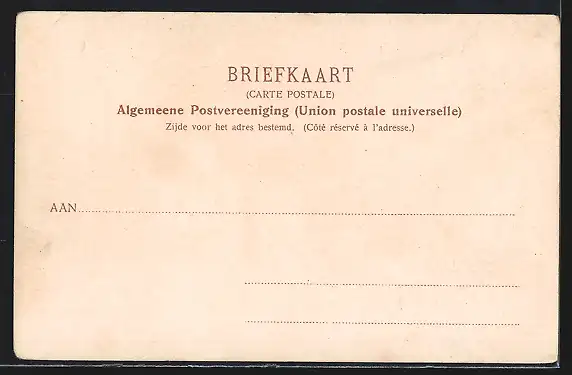 BRIEFKAART
(CARTE POSTALE)
Algemeene Postvereeniging (Union postale universelle)
Zijde voor het adres bestemd. (Côté réservé à l'adresse.)
AAN